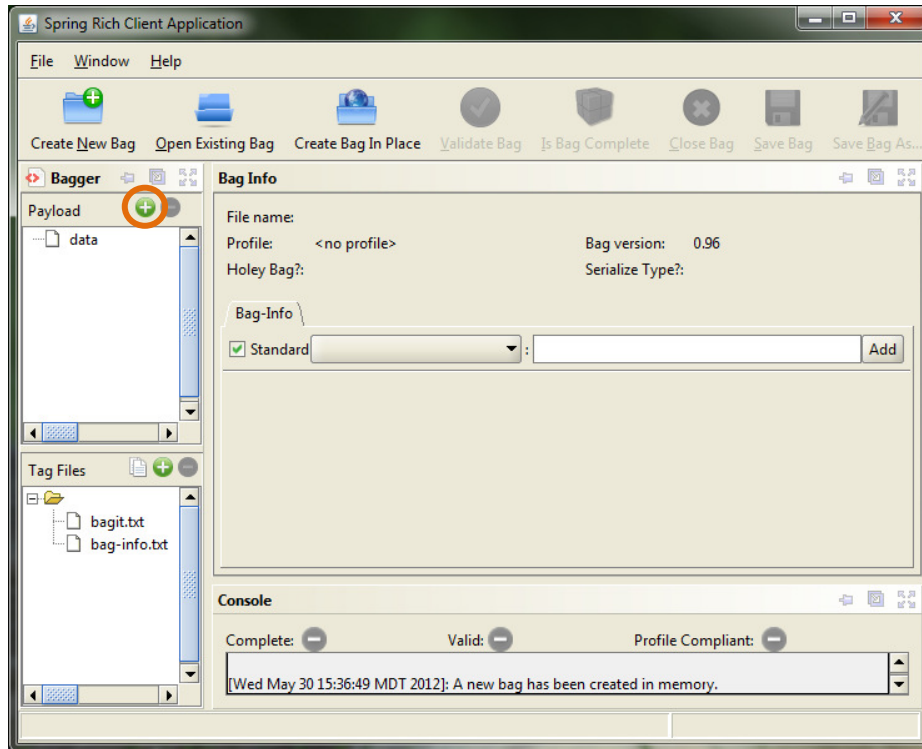 Spring Rich Client Application
File Window Help
Create New Bag Open Existing Bag Create Bag In Place Validate Bag Is Bag Complete Close Bag Save Bag Save Bag As...
Bagger
Payload
data
Tag Files
bagit.txt
bag-info.txt
Bag Info
File name:
Profile: <no profile> Bag version: 0.96
Holey Bag?: Serialize Type?:
Bag-Info
Standard : Add
Console
Complete: Valid: Profile Compliant:
[Wed May 30 15:36:49 MDT 2012]: A new bag has been created in memory.